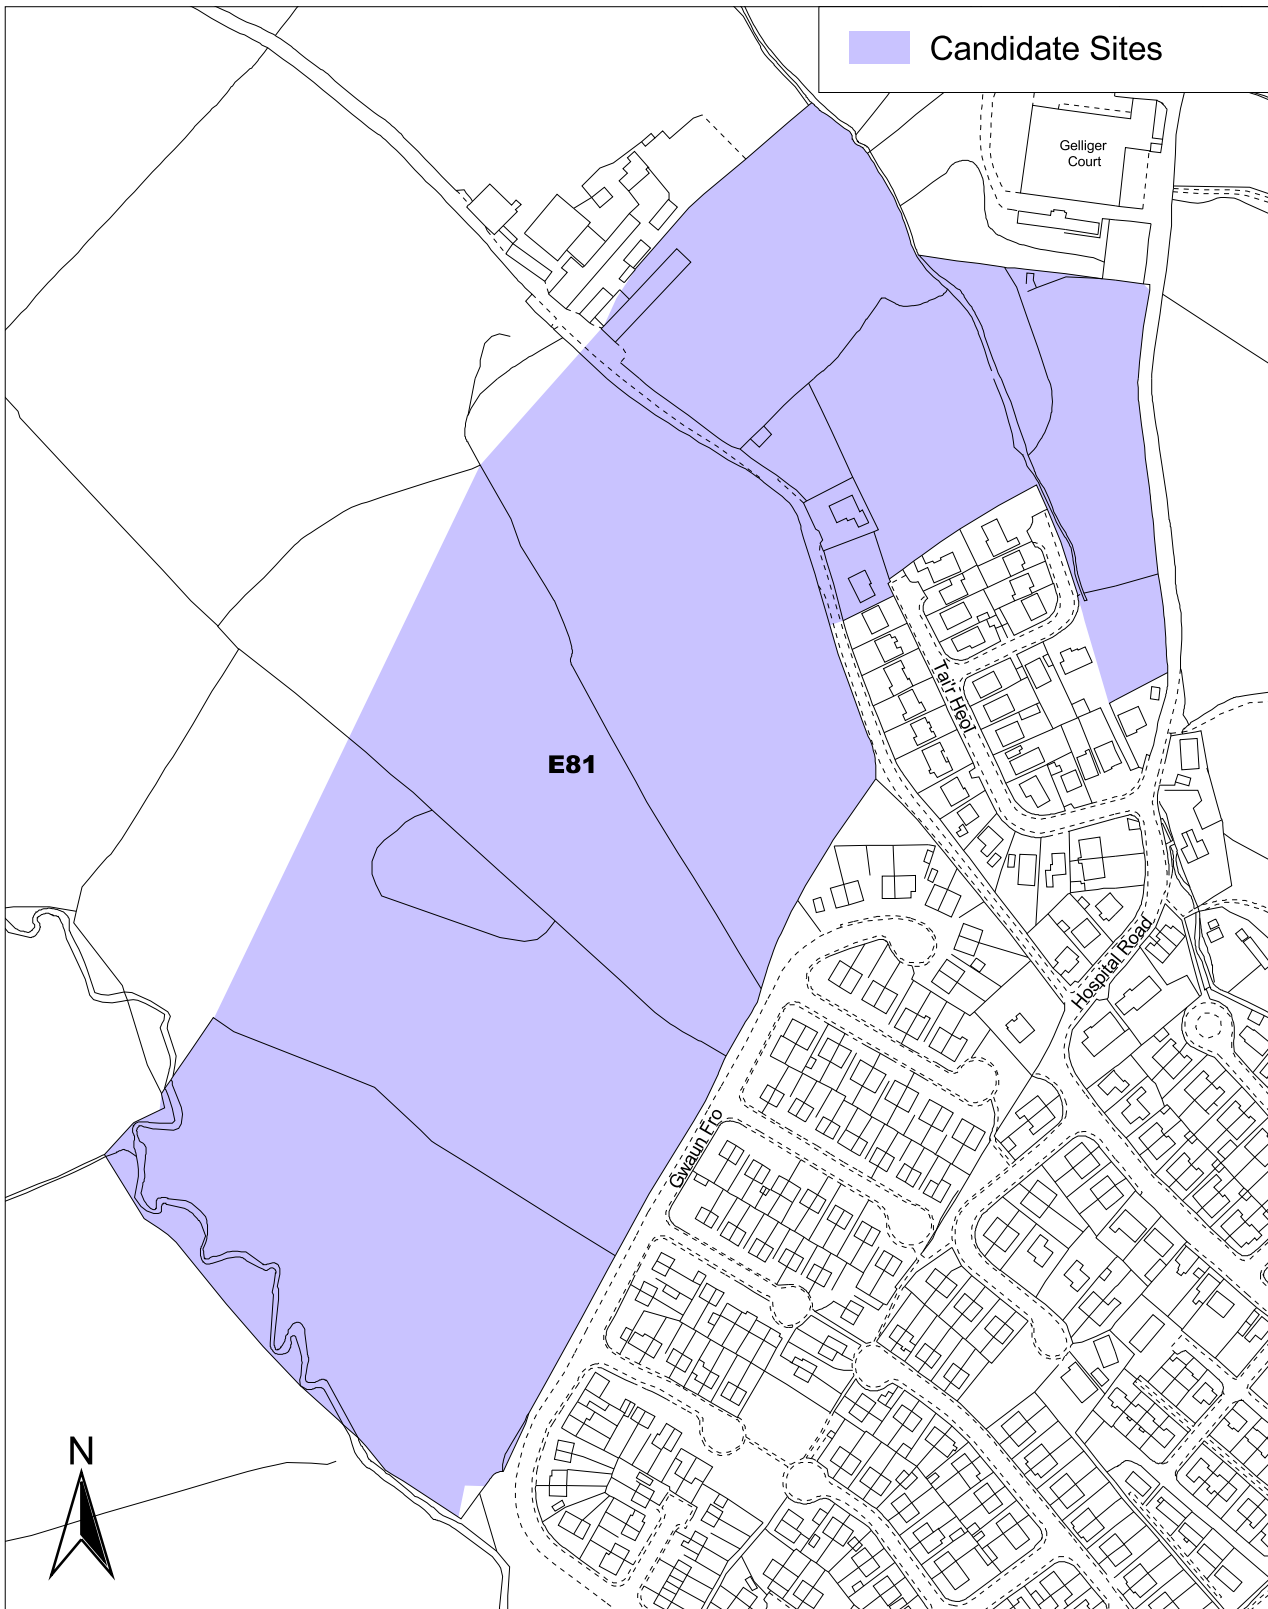 Candidate Sites
Gelliger
Court
Tai'r Heol
E81
Hospital Road
Gwaun Fro
N